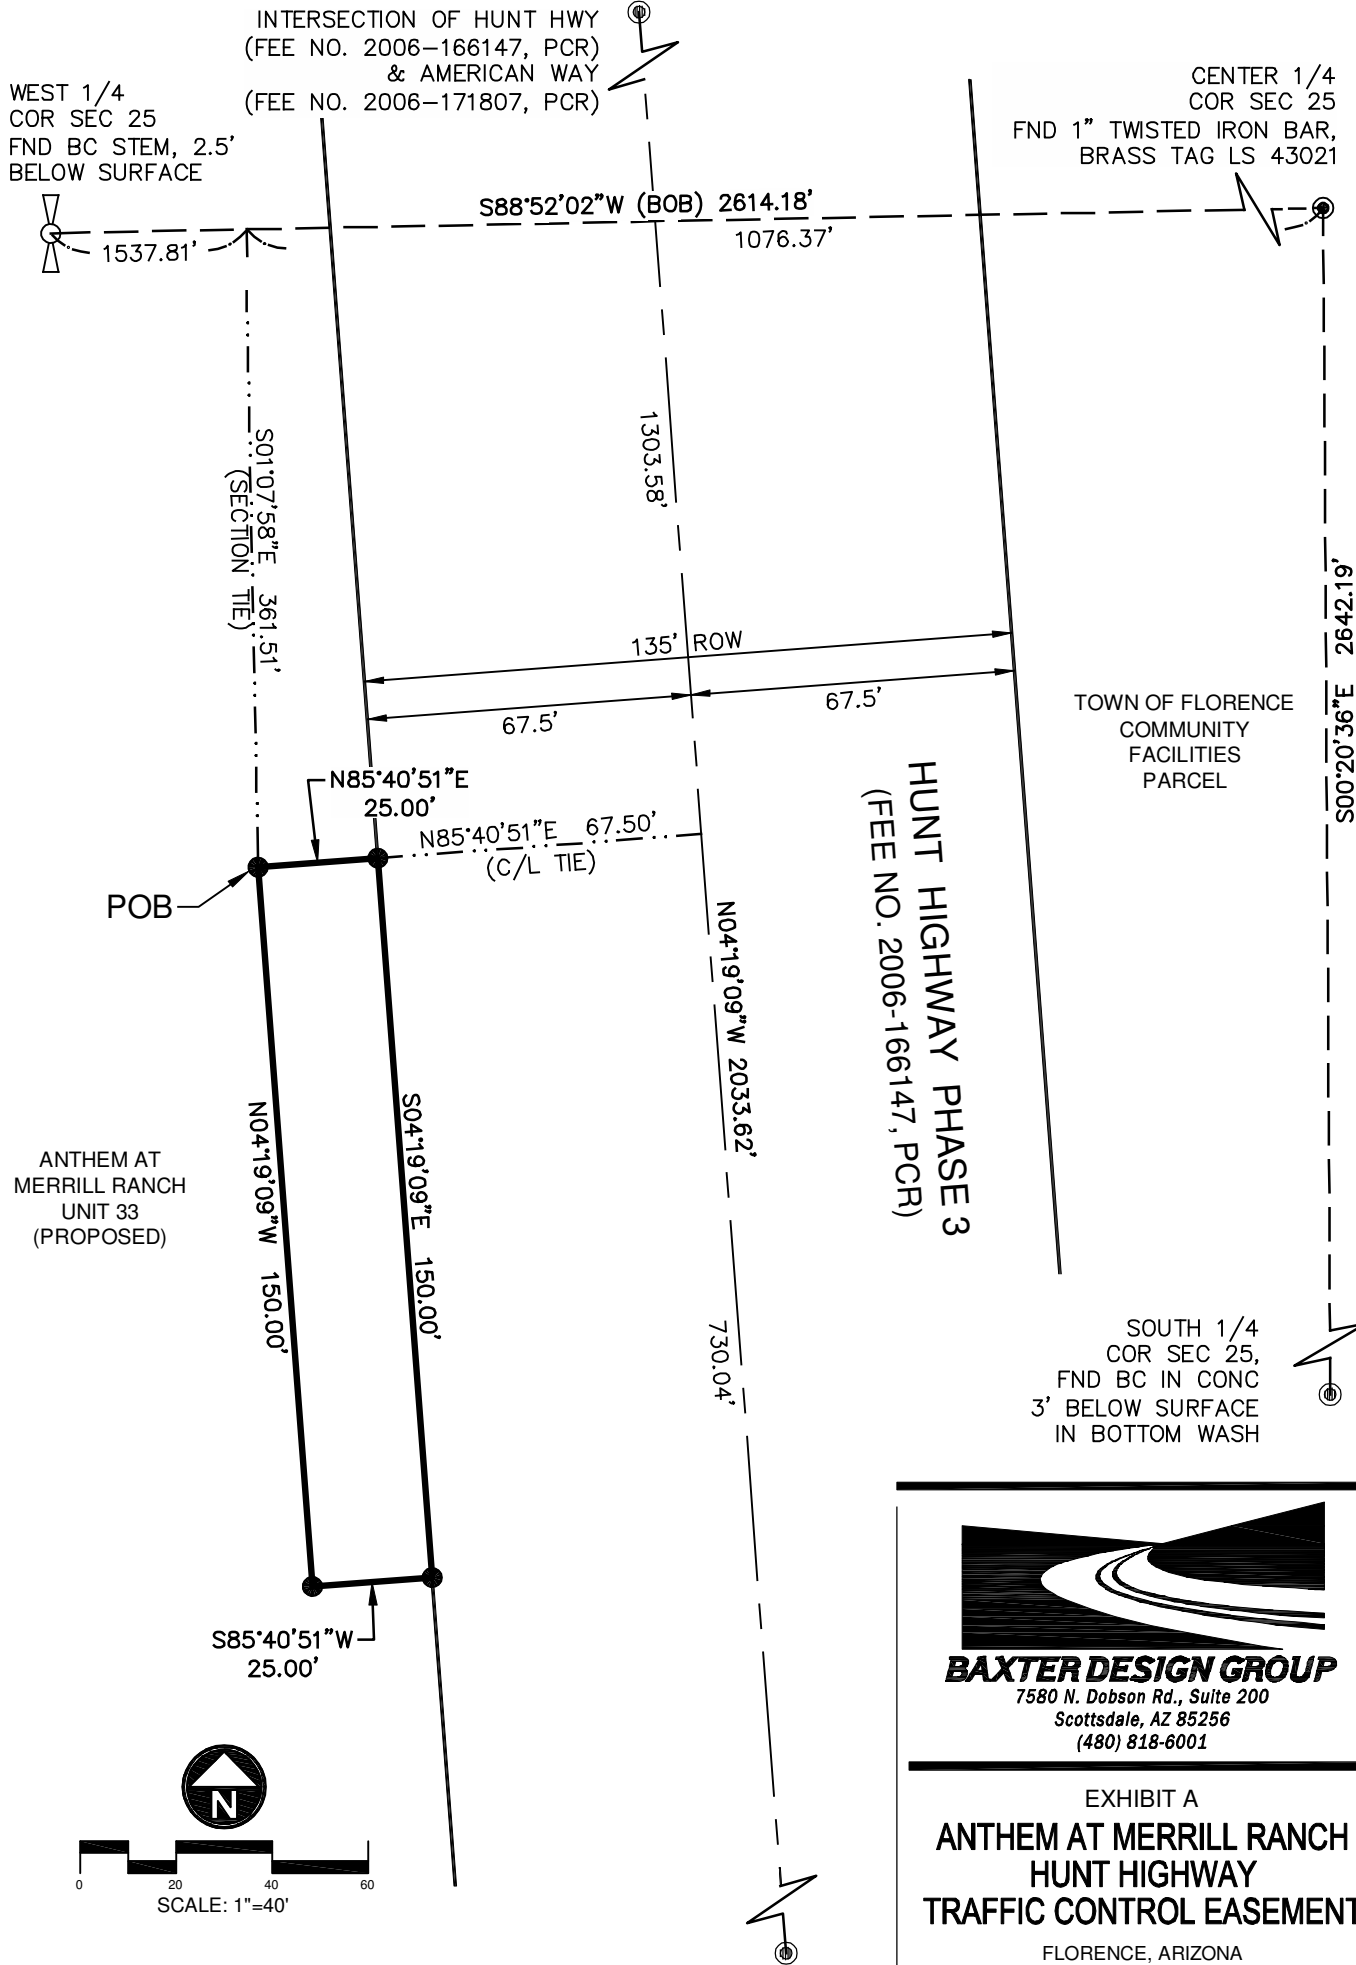 INTERSECTION OF HUNT HWY
(FEE NO. 2006-166147, PCR)
& AMERICAN WAY
(FEE NO. 2006-171807, PCR)
WEST 1/4
COR SEC 25
FND BC STEM, 2.5'
BELOW SURFACE
CENTER 1/4
COR SEC 25
FND 1" TWISTED IRON BAR,
BRASS TAG LS 43021
S88°52'02"W (BOB) 2614.18'
1537.81'
1076.37'
S01°07'58"E 361.51'
(SECTION TIE)
1303.58'
135' ROW
67.5'
67.5'
S00°20'36"E 2642.19'
TOWN OF FLORENCE
COMMUNITY
FACILITIES
PARCEL
N85°40'51"E
25.00'
N85°40'51"E 67.50'
(C/L TIE)
POB
HUNT HIGHWAY PHASE 3
(FEE NO. 2006-166147, PCR)
N04°19'09"W 2033.62'
N04°19'09"W 150.00'
S04°19'09"E 150.00'
ANTHEM AT
MERRILL RANCH
UNIT 33
(PROPOSED)
730.04'
SOUTH 1/4
COR SEC 25,
FND BC IN CONC
3' BELOW SURFACE
IN BOTTOM WASH
S85°40'51"W
25.00'
BAXTER DESIGN GROUP
7580 N. Dobson Rd., Suite 200
Scottsdale, AZ 85256
(480) 818-6001
N
0 20 40 60
SCALE: 1"=40'
EXHIBIT A
ANTHEM AT MERRILL RANCH
HUNT HIGHWAY
TRAFFIC CONTROL EASEMENT
FLORENCE, ARIZONA